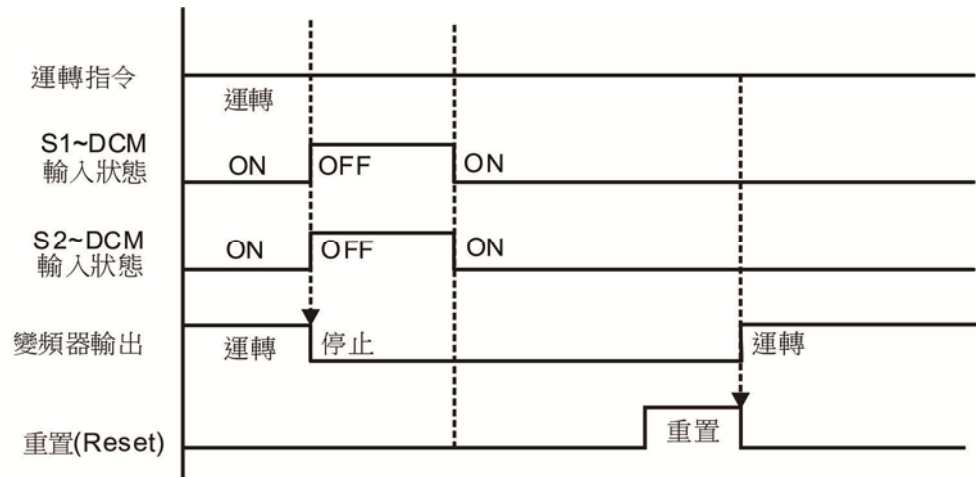 運轉指令
運轉
S1~DCM
輸入狀態
ON OFF ON
S2~DCM
輸入狀態
ON OFF ON
變頻器輸出
運轉 停止 運轉
重置(Reset)
重置